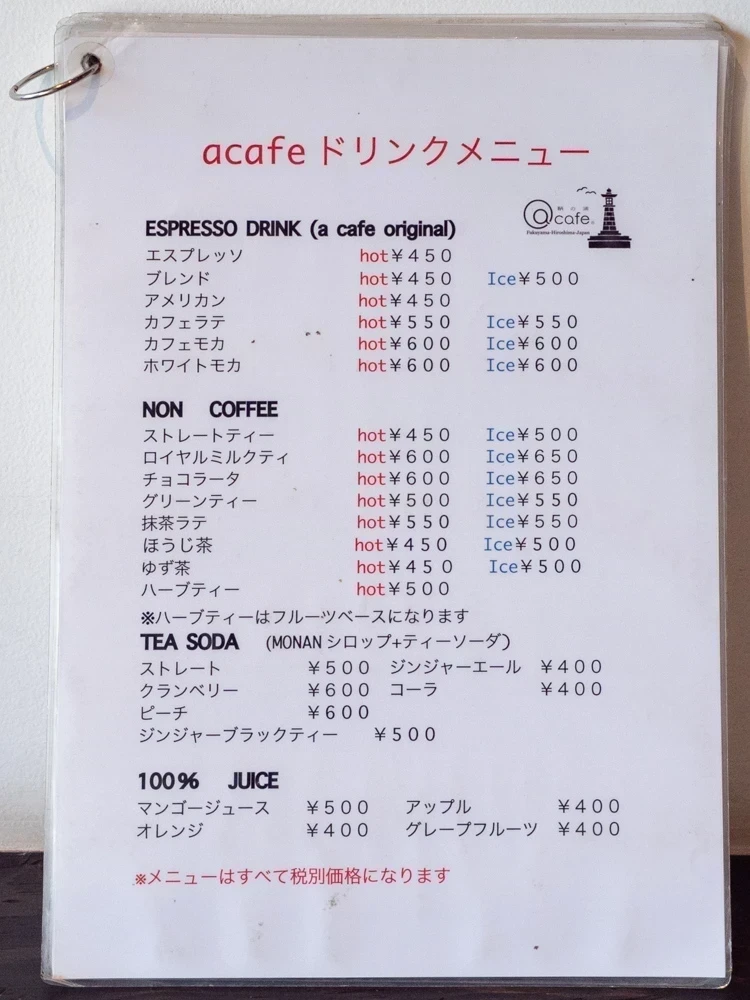 acafeドリンクメニュー
鞆の浦
@cafe.
Fukuyama-Hiroshima-Japan
ESPRESSO DRINK (a cafe original)
エスプレッソ hot¥450
ブレンド hot¥450 Ice¥500
アメリカン hot¥450
カフェラテ hot¥550 Ice¥550
カフェモカ hot¥600 Ice¥600
ホワイトモカ hot¥600 Ice¥600
NON COFFEE
ストレートティー hot¥450 Ice¥500
ロイヤルミルクティ hot¥600 Ice¥650
チョコラータ hot¥600 Ice¥650
グリーンティー hot¥500 Ice¥550
抹茶ラテ hot¥550 Ice¥550
ほうじ茶 hot¥450 Ice¥500
ゆず茶 hot¥450 Ice¥500
ハーブティー hot¥500
※ハーブティーはフルーツベースになります
TEA SODA (MONANシロップ+ティーソーダ)
ストレート ¥500 ジンジャーエール ¥400
クランベリー ¥600 コーラ ¥400
ピーチ ¥600
ジンジャーブラックティー ¥500
100% JUICE
マンゴージュース ¥500 アップル ¥400
オレンジ ¥400 グレープフルーツ ¥400
※メニューはすべて税別価格になります